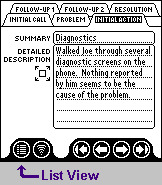 FOLLOW-UP 1 FOLLOW-UP 2 RESOLUTION
INITIAL CALL PROBLEM INITIAL ACTION
SUMMARY Diagnostics
DETAILED DESCRIPTION
Walked Joe through several
diagnostic screens on the
phone. Nothing reported
by him seems to be the
cause of the problem.
List View